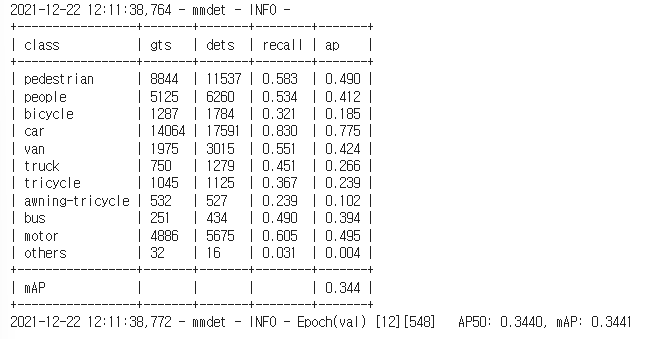 2021-12-22 12:11:38,764 - mmdet - INFO -
+-----------------+-------+-------+--------+-------+
| class           | gts   | dets  | recall | ap    |
+-----------------+-------+-------+--------+-------+
| pedestrian      | 8844  | 11537 | 0.583  | 0.490 |
| people          | 5125  | 6260  | 0.534  | 0.412 |
| bicycle         | 1287  | 1784  | 0.321  | 0.185 |
| car             | 14064 | 17591 | 0.830  | 0.775 |
| van             | 1975  | 3015  | 0.551  | 0.424 |
| truck           | 750   | 1279  | 0.451  | 0.266 |
| tricycle        | 1045  | 1125  | 0.367  | 0.239 |
| awning-tricycle | 532   | 527   | 0.239  | 0.102 |
| bus             | 251   | 434   | 0.490  | 0.394 |
| motor           | 4886  | 5675  | 0.605  | 0.495 |
| others          | 32    | 16    | 0.031  | 0.004 |
+-----------------+-------+-------+--------+-------+
| mAP             |       |       |        | 0.344 |
+-----------------+-------+-------+--------+-------+
2021-12-22 12:11:38,772 - mmdet - INFO - Epoch(val) [12][548]   AP50: 0.3440, mAP: 0.3441